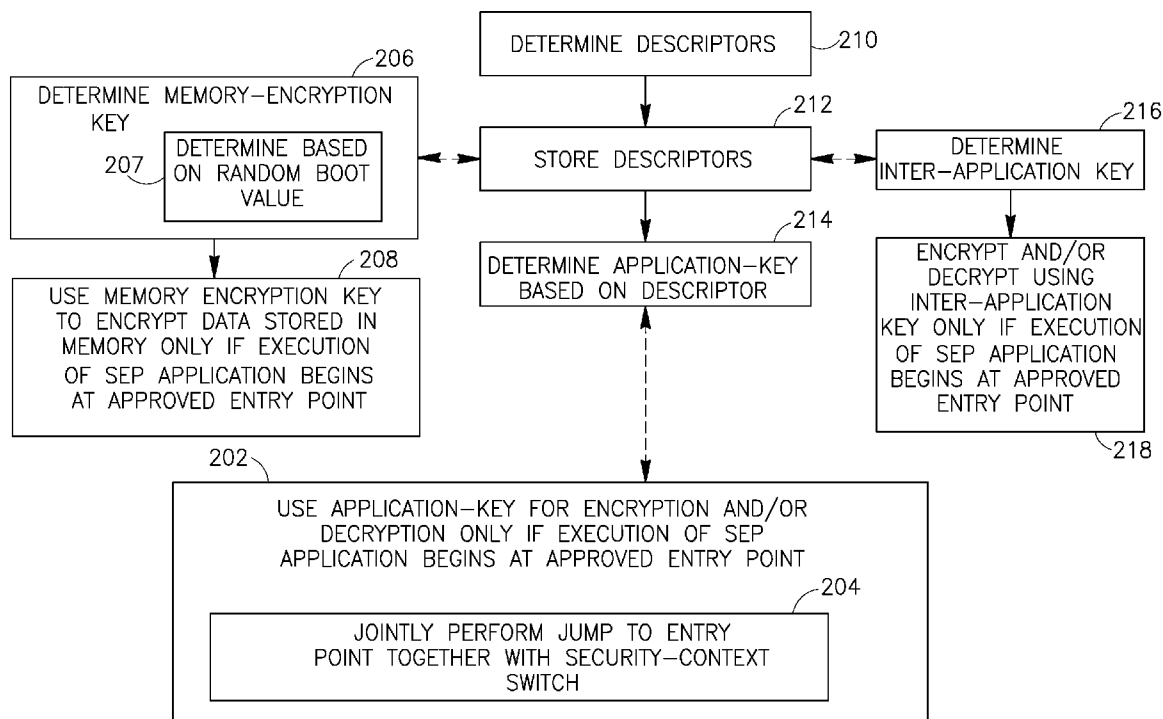 DETERMINE DESCRIPTORS
210
206
DETERMINE MEMORY-ENCRYPTION
KEY
207
DETERMINE BASED
ON RANDOM BOOT
VALUE
212
STORE DESCRIPTORS
216
DETERMINE
INTER-APPLICATION KEY
208
USE MEMORY ENCRYPTION KEY
TO ENCRYPT DATA STORED IN
MEMORY ONLY IF EXECUTION
OF SEP APPLICATION BEGINS
AT APPROVED ENTRY POINT
214
DETERMINE APPLICATION-KEY
BASED ON DESCRIPTOR
ENCRYPT AND/OR
DECRYPT USING
INTER-APPLICATION
KEY ONLY IF EXECUTION
OF SEP APPLICATION
BEGINS AT APPROVED
ENTRY POINT
218
202
USE APPLICATION-KEY FOR ENCRYPTION AND/OR
DECRYPTION ONLY IF EXECUTION OF SEP
APPLICATION BEGINS AT APPROVED ENTRY POINT
204
JOINTLY PERFORM JUMP TO ENTRY
POINT TOGETHER WITH SECURITY-CONTEXT
SWITCH